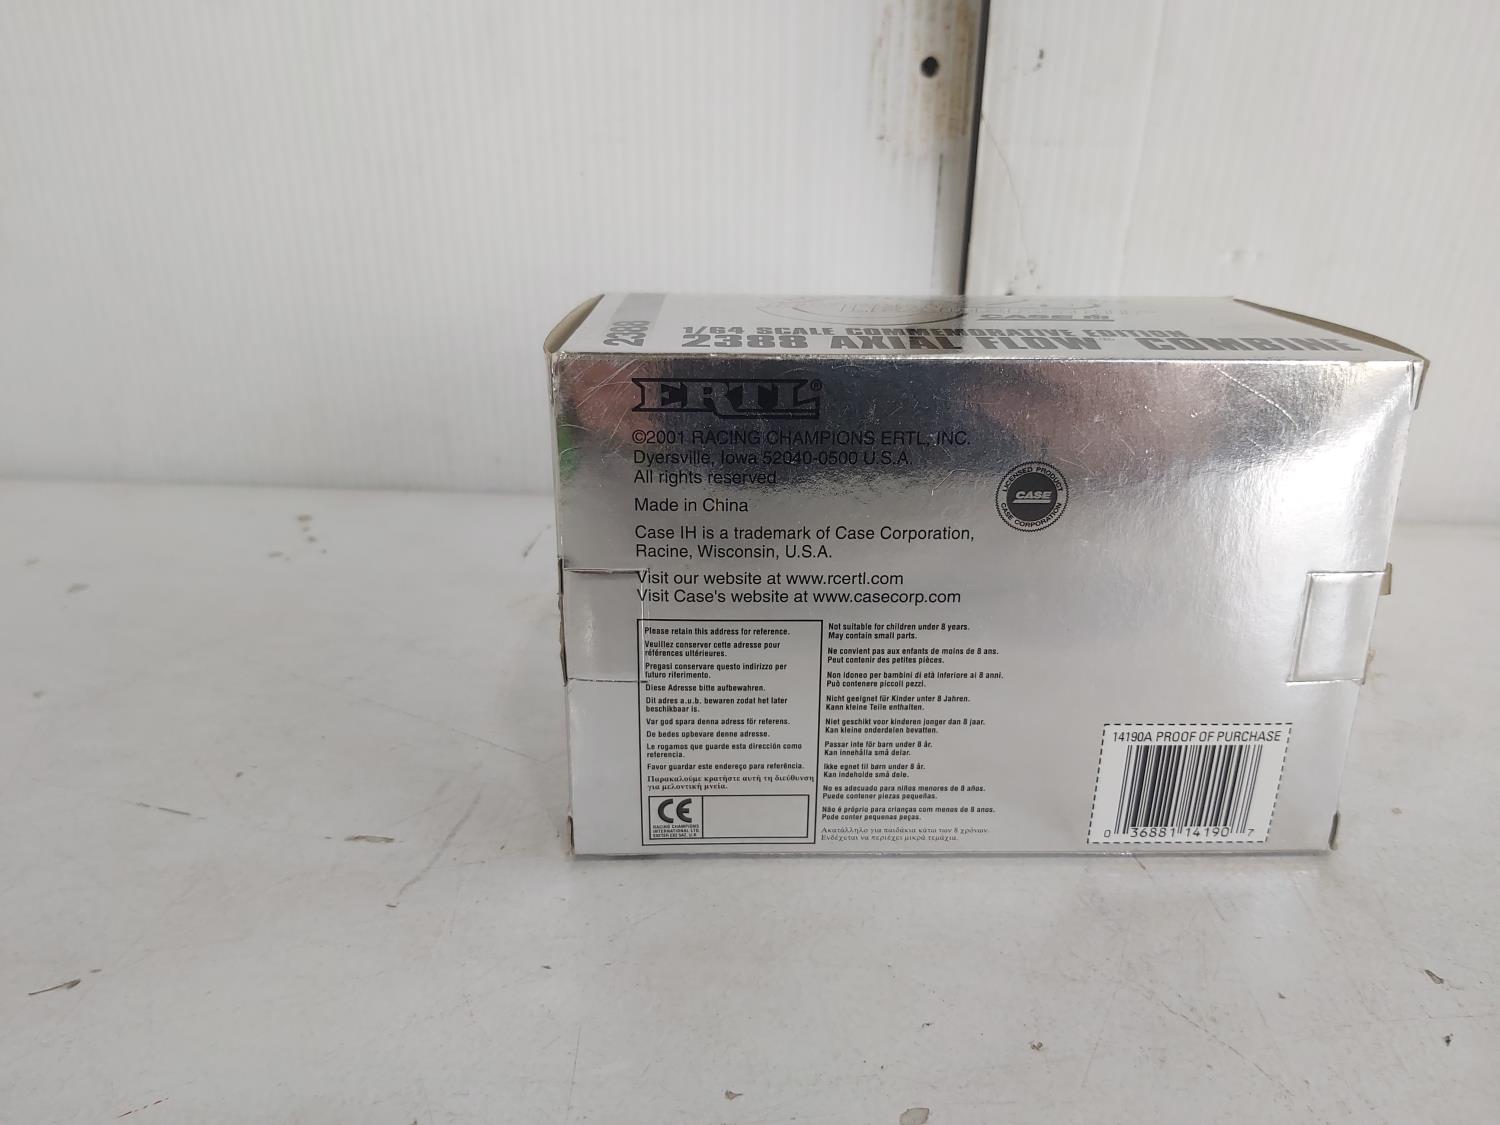 2388
1/64 SCALE COMMEMORATIVE EDITION
2388 AXIAL FLOW® COMBINE
CASE IH
ERTL®
©2001 RACING CHAMPIONS ERTL, INC.
Dyersville, Iowa 52040-0500 U.S.A.
All rights reserved
Made in China
Case IH is a trademark of Case Corporation,
Racine, Wisconsin, U.S.A.
Visit our website at www.rcertl.com
Visit Case's website at www.casecorp.com
LICENSED PRODUCT
CASE
CASE CORPORATION
Please retain this address for reference.
Veuillez conserver cette adresse pour
références ultérieures.
Pregasi conservare questo indirizzo per
futuro riferimento.
Diese Adresse bitte aufbewahren.
Dit adres a.u.b. bewaren zodat het later
beschikbaar is.
Var god spara denna adress för referens.
De bedes opbevare denne adresse.
Le rogamos que guarde esta dirección como
referencia.
Favor guardar este endereço para referência.
Παρακαλούμε κρατήστε αυτή τη διεύθυνση
για μελοντική μνεία.
CE
RACING CHAMPIONS
INTERNATIONAL LTD.
EXETER EX2 5AZ, U.K.
Not suitable for children under 8 years.
May contain small parts.
Ne convient pas aux enfants de moins de 8 ans.
Peut contenir des petites pièces.
Non idoneo per bambini di età inferiore ai 8 anni.
Può contenere piccoli pezzi.
Nicht geeignet für Kinder unter 8 Jahren.
Kann kleine Teile enthalten.
Niet geschikt voor kinderen jonger dan 8 jaar.
Kan kleine onderdelen bevatten.
Passar inte för barn under 8 år.
Kan innehålla små delar.
Ikke egnet til børn under 8 år.
Kan indeholde små dele.
No es adecuado para niños menores de 8 años.
Puede contener piezas pequeñas.
Não é próprio para crianças com menos de 8 anos.
Pode conter pequenas peças.
Ακατάλληλο για παιδάκια κάτω των 8 χρόνων.
Ενδέχεται να περιέχει μικρά τεμάχια.
14190A PROOF OF PURCHASE
0 36881 14190 7